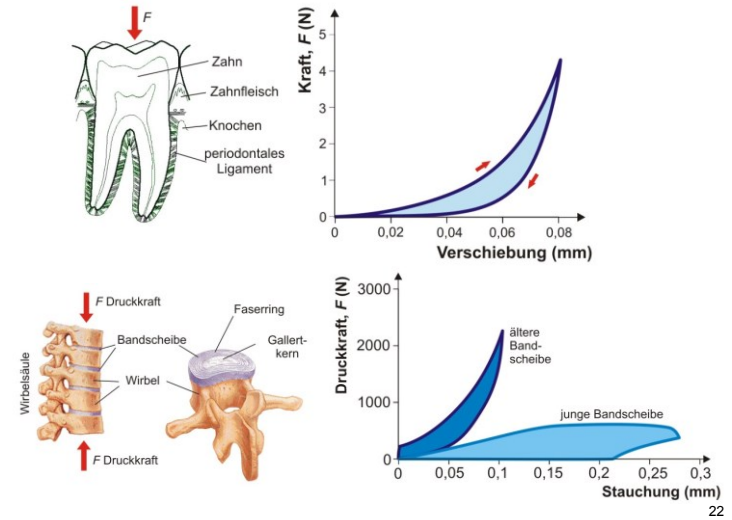 F
Zahn
Zahnfleisch
Knochen
periodontales
Ligament
Kraft, F (N)
5
4
3
2
1
0
0
0,02
0,04
0,06
0,08
Verschiebung (mm)
Wirbelsäule
F Druckkraft
Bandscheibe
Wirbel
F Druckkraft
Faserring
Gallert-
kern
Druckkraft, F (N)
3000
2000
1000
0
ältere
Band-
scheibe
junge Bandscheibe
0
0,05
0,1
0,15
0,2
0,25
0,3
Stauchung (mm)
22